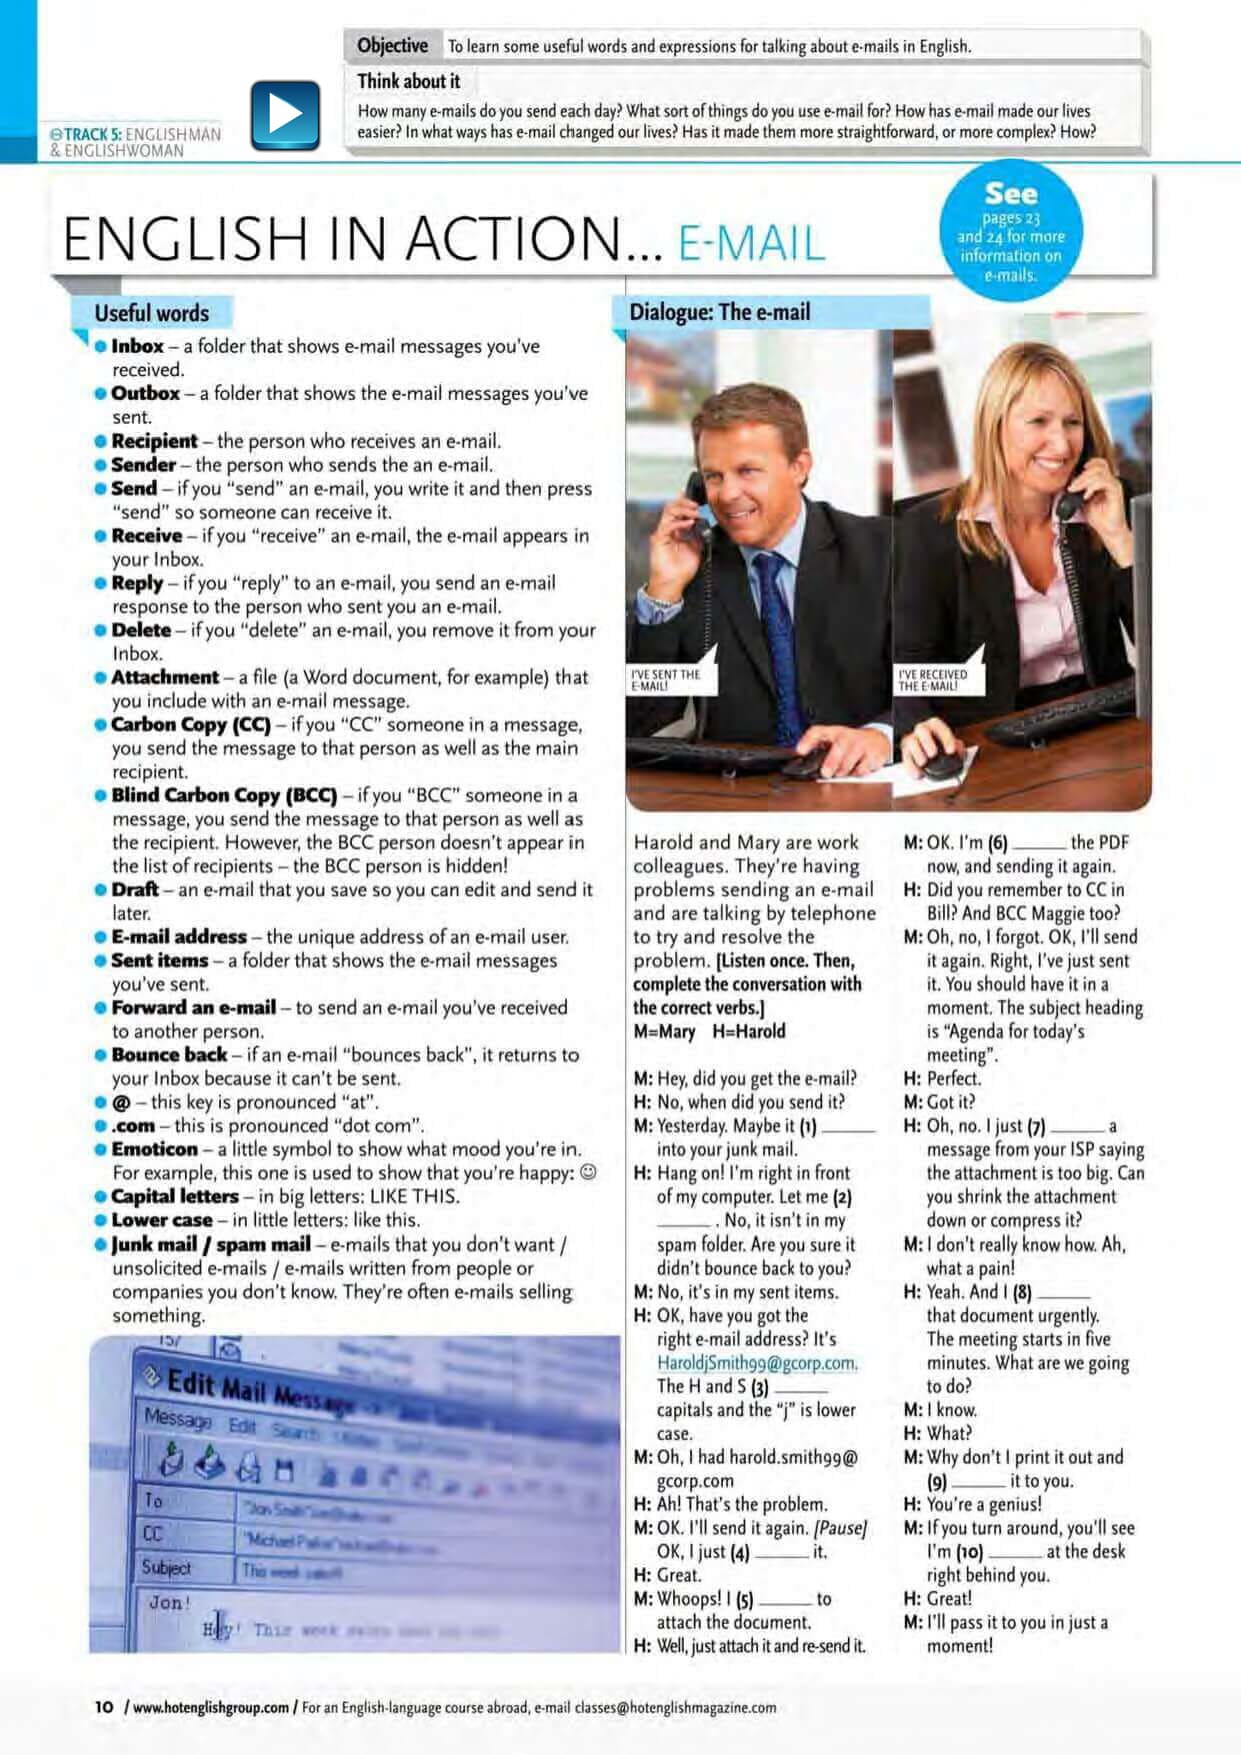 Objective To learn some useful words and expressions for talking about e-mails in English.
Think about it
How many e-mails do you send each day? What sort of things do you use e-mail for? How has e-mail made our lives
easier? In what ways has e-mail changed our lives? Has it made them more straightforward, or more complex? How?
TRACK 5: ENGLISHMAN
& ENGLISHWOMAN
ENGLISH IN ACTION... E-MAIL
See
pages 23
and 24 for more
information on
e-mails.
Useful words
Inbox – a folder that shows e-mail messages you've
received.
Outbox – a folder that shows the e-mail messages you've
sent.
Recipient – the person who receives an e-mail.
Sender – the person who sends the an e-mail.
Send – if you "send" an e-mail, you write it and then press
"send" so someone can receive it.
Receive – if you "receive" an e-mail, the e-mail appears in
your Inbox.
Reply – if you "reply" to an e-mail, you send an e-mail
response to the person who sent you an e-mail.
Delete – if you "delete" an e-mail, you remove it from your
Inbox.
Attachment – a file (a Word document, for example) that
you include with an e-mail message.
Carbon Copy (CC) – if you "CC" someone in a message,
you send the message to that person as well as the main
recipient.
Blind Carbon Copy (BCC) – if you "BCC" someone in a
message, you send the message to that person as well as
the recipient. However, the BCC person doesn't appear in
the list of recipients – the BCC person is hidden!
Draft – an e-mail that you save so you can edit and send it
later.
E-mail address – the unique address of an e-mail user.
Sent items – a folder that shows the e-mail messages
you've sent.
Forward an e-mail – to send an e-mail you've received
to another person.
Bounce back – if an e-mail "bounces back", it returns to
your Inbox because it can't be sent.
@ – this key is pronounced "at".
.com – this is pronounced "dot com".
Emoticon – a little symbol to show what mood you're in.
For example, this one is used to show that you're happy: ☺
Capital letters – in big letters: LIKE THIS.
Lower case – in little letters: like this.
Junk mail / spam mail – e-mails that you don't want /
unsolicited e-mails / e-mails written from people or
companies you don't know. They're often e-mails selling
something.
Edit Mail Message
Message Edit Search
To
CC
Subject
Jon!
Hey! This week
Dialogue: The e-mail
I'VE SENT THE
E-MAIL!
I'VE RECEIVED
THE E-MAIL!
Harold and Mary are work
colleagues. They're having
problems sending an e-mail
and are talking by telephone
to try and resolve the
problem. [Listen once. Then,
complete the conversation with
the correct verbs.]
M=Mary H=Harold
M: Hey, did you get the e-mail?
H: No, when did you send it?
M: Yesterday. Maybe it (1) ______
into your junk mail.
H: Hang on! I'm right in front
of my computer. Let me (2)
______ . No, it isn't in my
spam folder. Are you sure it
didn't bounce back to you?
M: No, it's in my sent items.
H: OK, have you got the
right e-mail address? It's
HaroldjSmith99@gcorp.com.
The H and S (3) ______
capitals and the "j" is lower
case.
M: Oh, I had harold.smith99@
gcorp.com
H: Ah! That's the problem.
M: OK. I'll send it again. [Pause]
OK, I just (4) ______ it.
H: Great.
M: Whoops! I (5) ______ to
attach the document.
H: Well, just attach it and re-send it.
M: OK. I'm (6) ______ the PDF
now, and sending it again.
H: Did you remember to CC in
Bill? And BCC Maggie too?
M: Oh, no, I forgot. OK, I'll send
it again. Right, I've just sent
it. You should have it in a
moment. The subject heading
is "Agenda for today's
meeting".
H: Perfect.
M: Got it?
H: Oh, no. I just (7) ______ a
message from your ISP saying
the attachment is too big. Can
you shrink the attachment
down or compress it?
M: I don't really know how. Ah,
what a pain!
H: Yeah. And I (8) ______
that document urgently.
The meeting starts in five
minutes. What are we going
to do?
M: I know.
H: What?
M: Why don't I print it out and
(9) ______ it to you.
H: You're a genius!
M: If you turn around, you'll see
I'm (10) ______ at the desk
right behind you.
H: Great!
M: I'll pass it to you in just a
moment!
10 / www.hotenglishgroup.com / For an English-language course abroad, e-mail classes@hotenglishmagazine.com